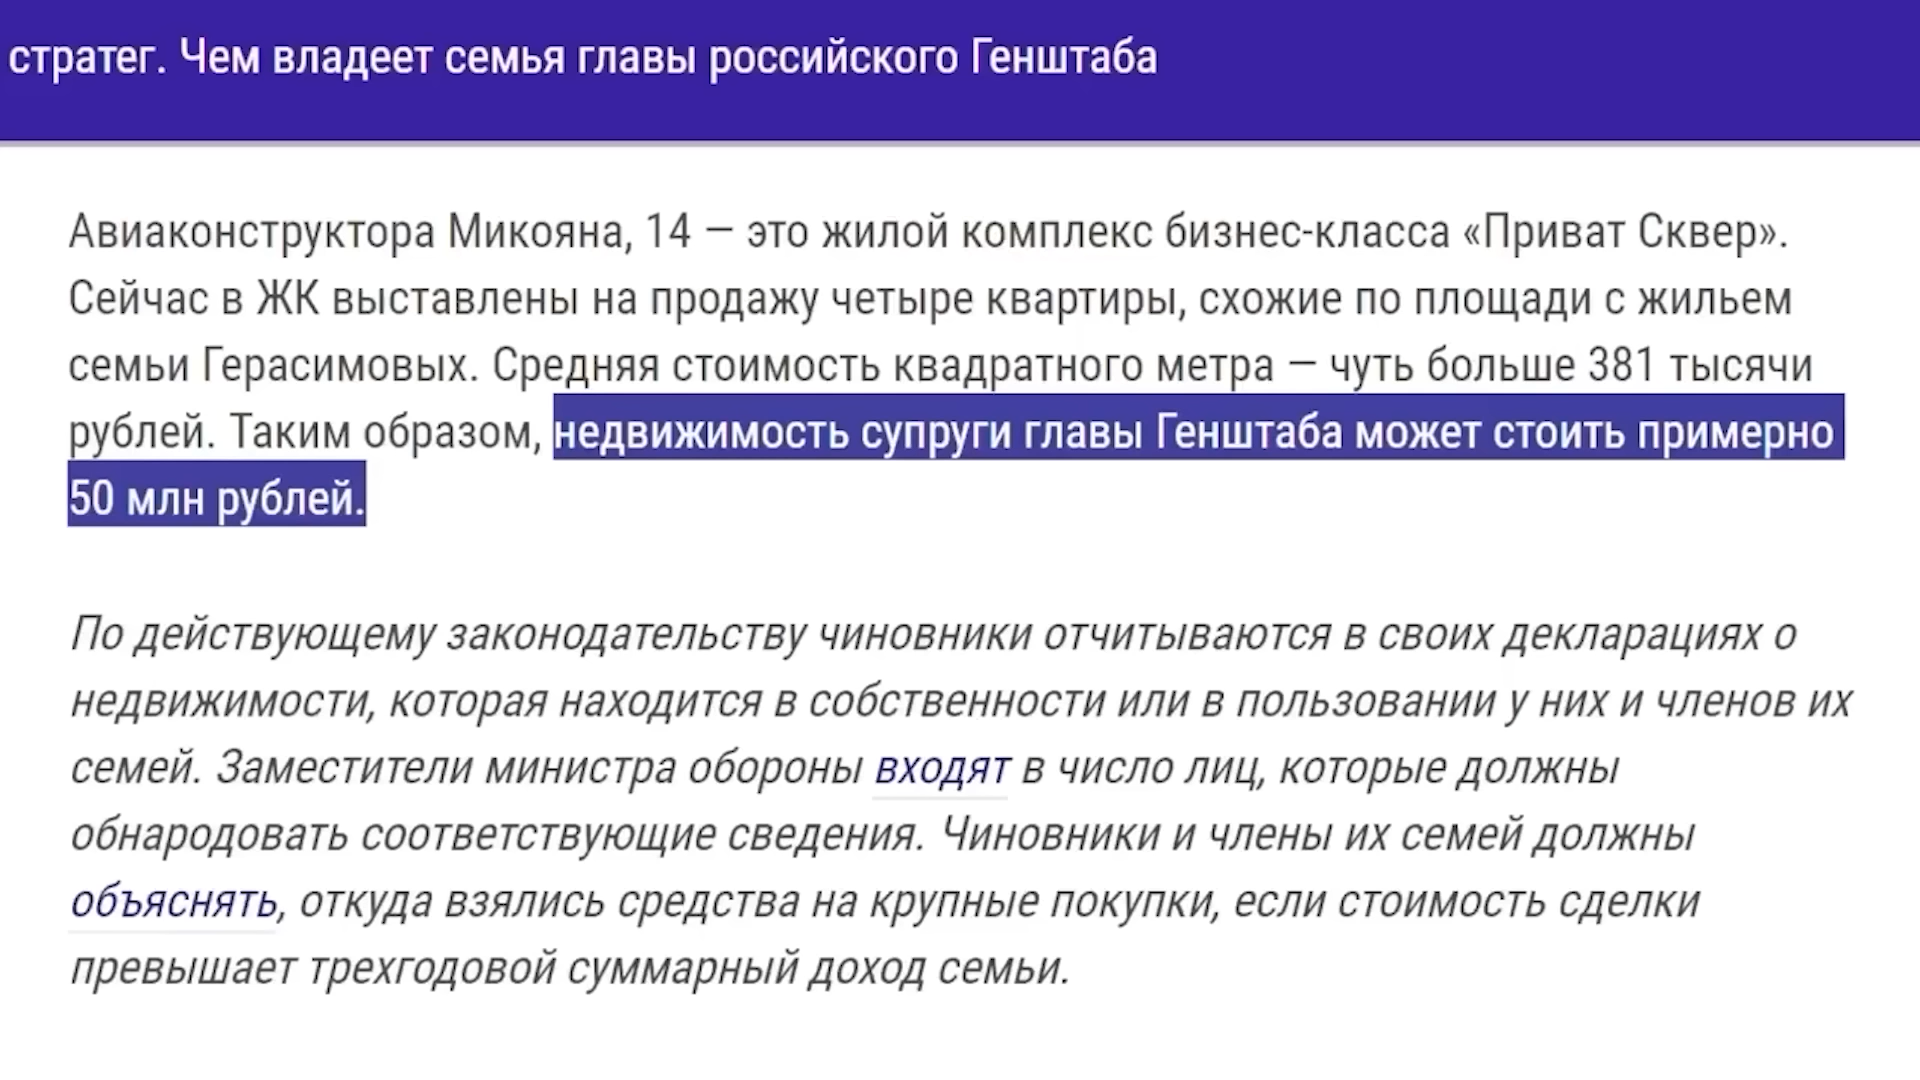 стратег. Чем владеет семья главы российского Генштаба
Авиаконструктора Микояна, 14 — это жилой комплекс бизнес-класса «Приват Сквер».
Сейчас в ЖК выставлены на продажу четыре квартиры, схожие по площади с жильем
семьи Герасимовых. Средняя стоимость квадратного метра — чуть больше 381 тысячи
рублей. Таким образом, недвижимость супруги главы Генштаба может стоить примерно
50 млн рублей.
По действующему законодательству чиновники отчитываются в своих декларациях о
недвижимости, которая находится в собственности или в пользовании у них и членов их
семей. Заместители министра обороны входят в число лиц, которые должны
обнародовать соответствующие сведения. Чиновники и члены их семей должны
объяснять, откуда взялись средства на крупные покупки, если стоимость сделки
превышает трехгодовой суммарный доход семьи.